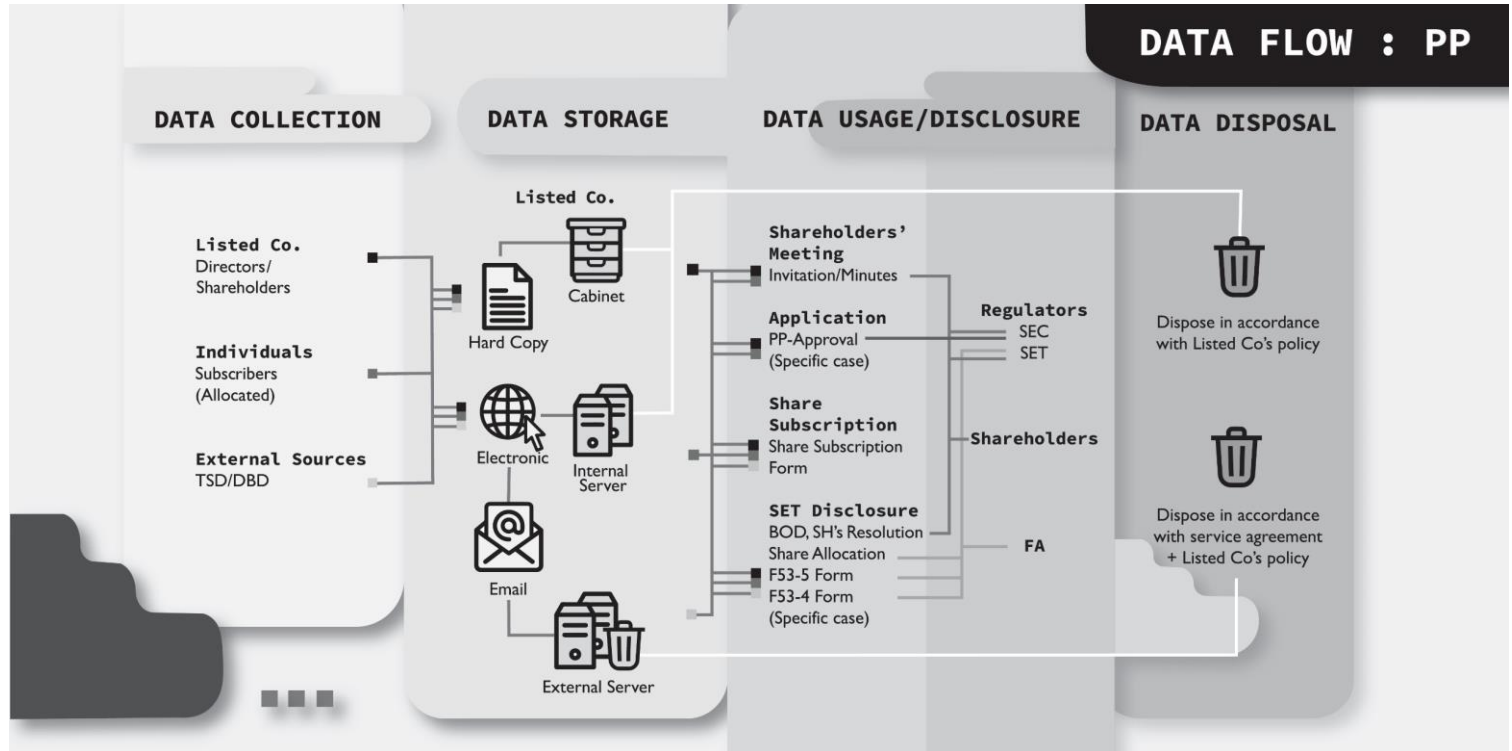 DATA FLOW : PP
DATA COLLECTION
Listed Co.
Directors/
Shareholders
Individuals
Subscribers
(Allocated)
External Sources
TSD/DBD
DATA STORAGE
Listed Co.
Cabinet
Hard Copy
Electronic
Internal
Server
Email
External Server
DATA USAGE/DISCLOSURE
Shareholders’
Meeting
Invitation/Minutes
Application
PP-Approval
(Specific case)
Share
Subscription
Share Subscription
Form
SET Disclosure
BOD, SH's Resolution
Share Allocation
F53-5 Form
F53-4 Form
(Specific case)
Regulators
SEC
SET
Shareholders
FA
DATA DISPOSAL
Dispose in accordance
with Listed Co's policy
Dispose in accordance
with service agreement
+ Listed Co's policy